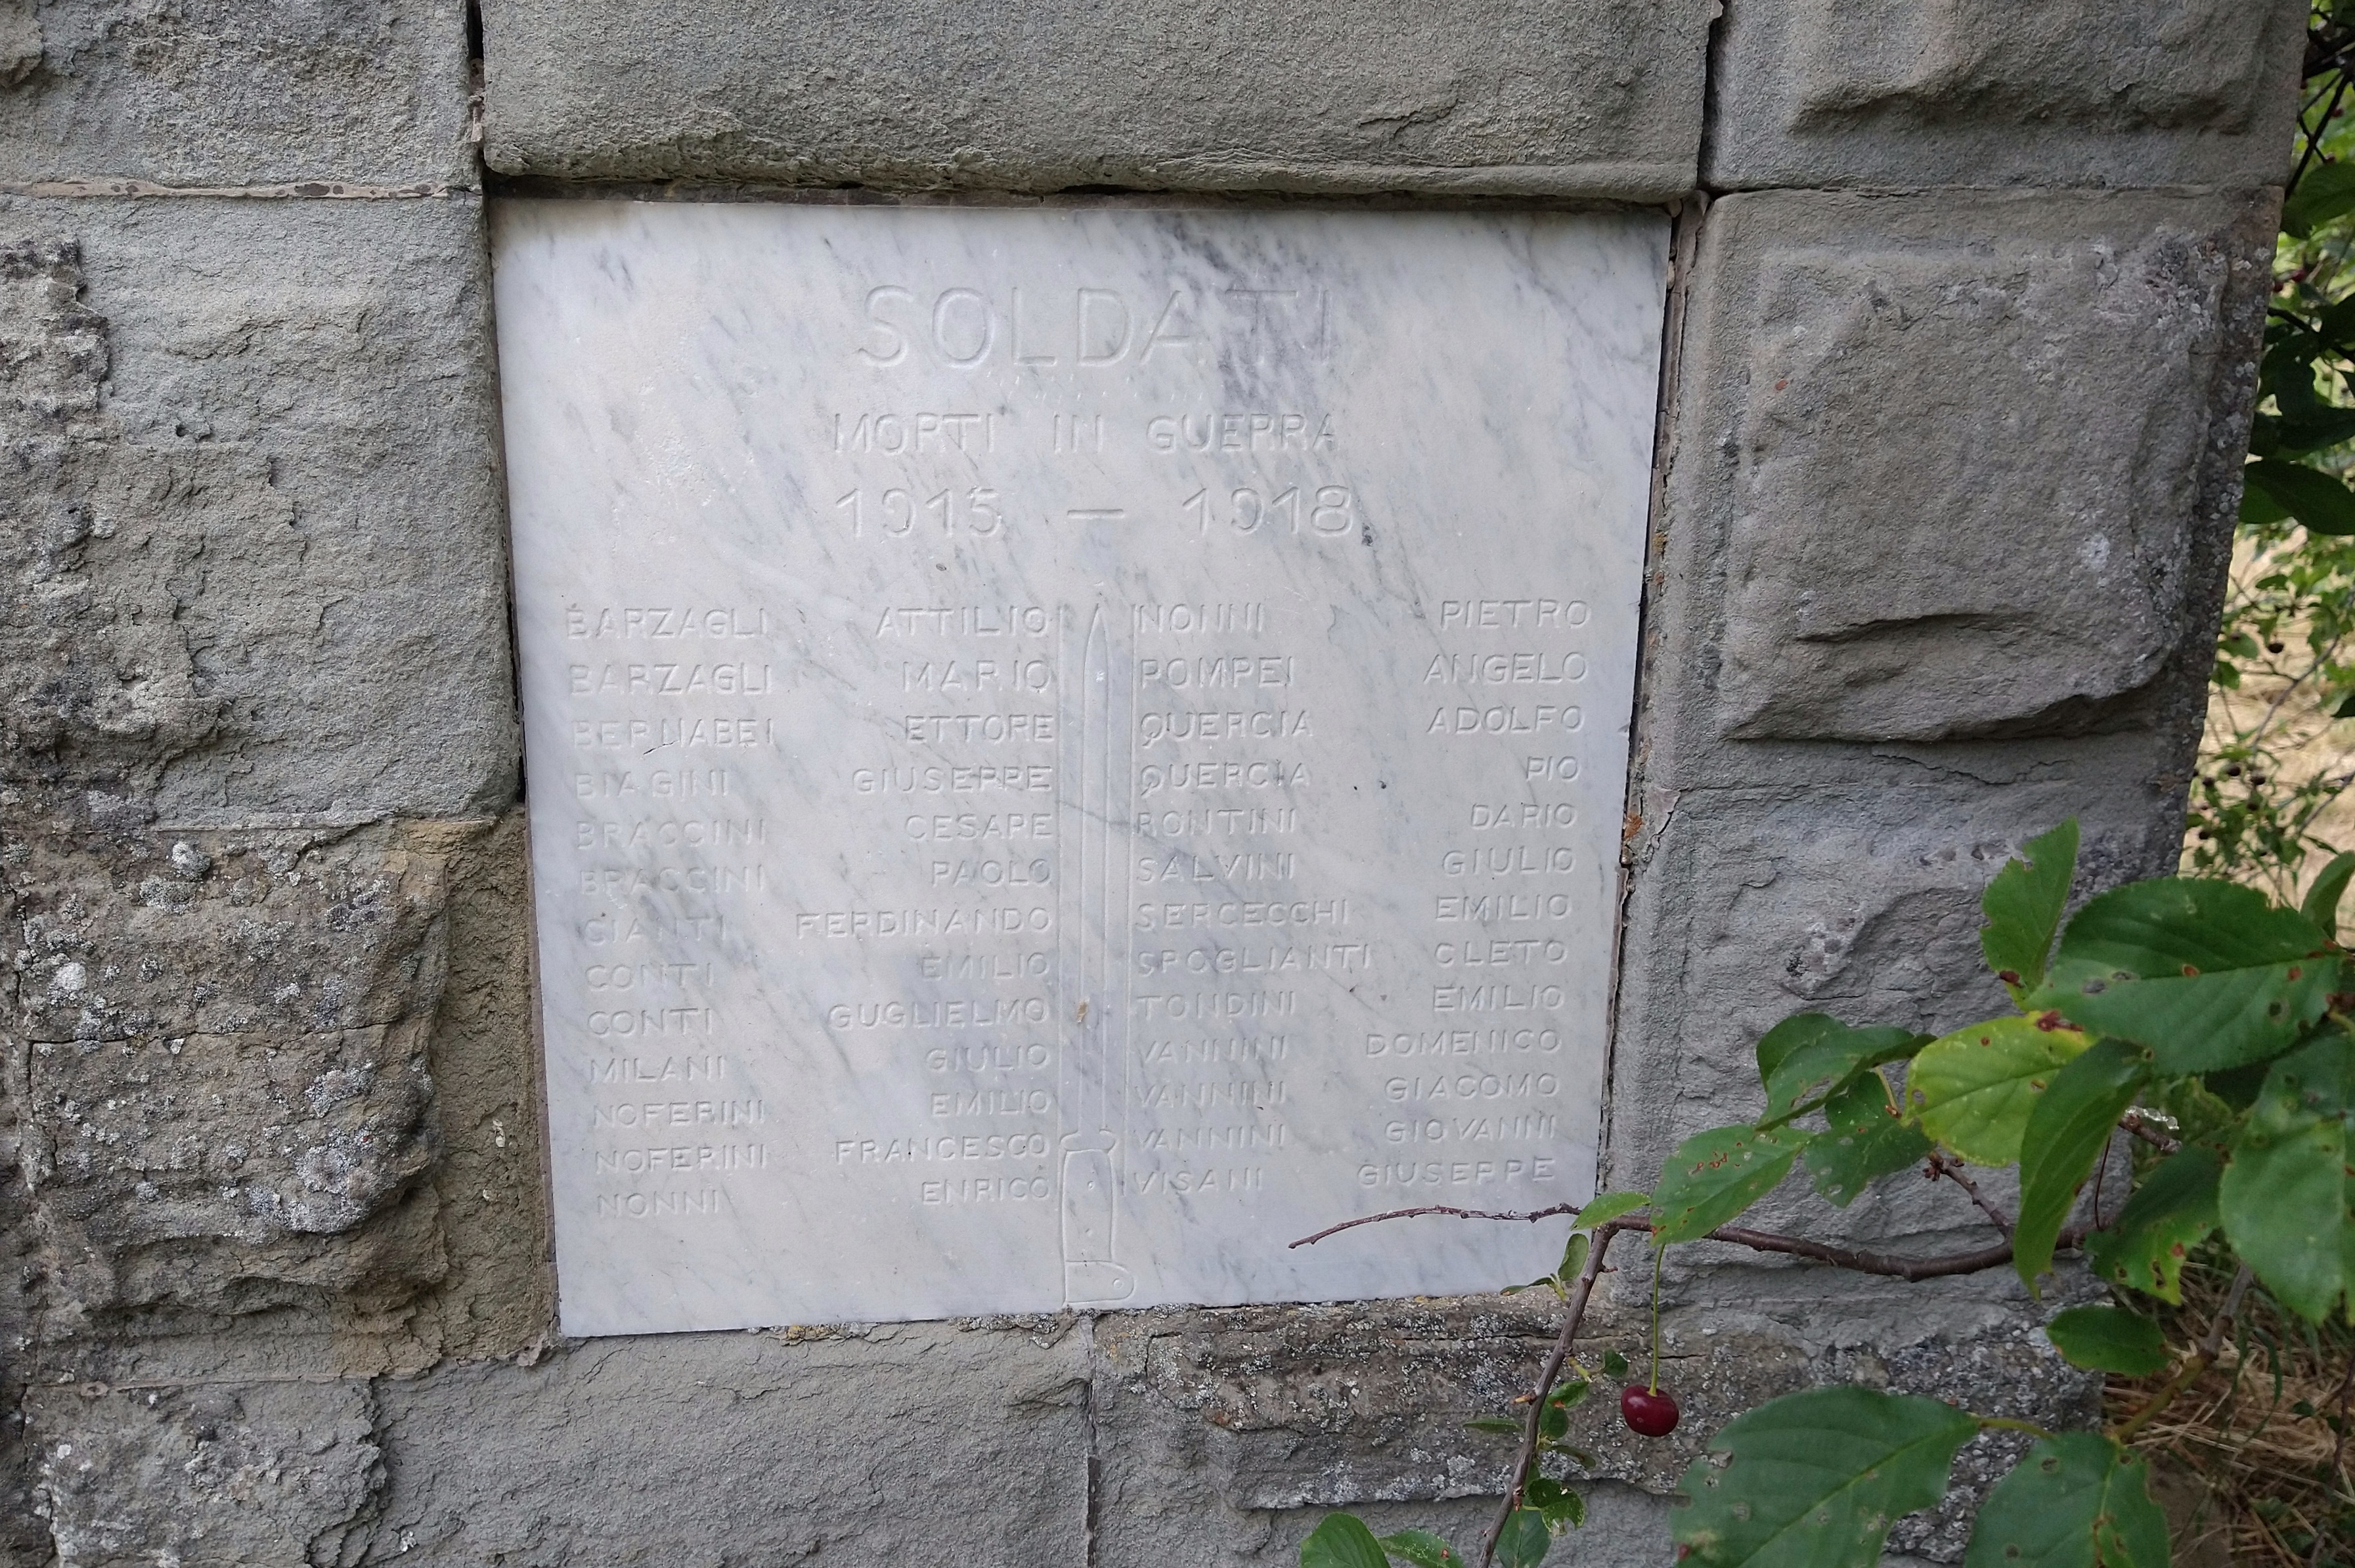 SOLDATI
MORTI IN GUERRA
1915 — 1918
BARZAGLI ATTILIO
BARZAGLI MARIO
BERNABEI ETTORE
BIAGINI GIUSEPPE
BRACCINI CESARE
BRACCINI PAOLO
CIANTI FERDINANDO
CONTI EMILIO
CONTI GUGLIELMO
MILANI GIULIO
NOFERINI EMILIO
NOFERINI FRANCESCO
NONNI ENRICO
NONNI PIETRO
POMPEI ANGELO
QUERCIA ADOLFO
QUERCIA PIO
RONTINI DARIO
SALVINI GIULIO
SERCECCHI EMILIO
SPOGLIANTI CLETO
TONDINI EMILIO
VANNINI DOMENICO
VANNINI GIACOMO
VANNINI GIOVANNI
VISANI GIUSEPPE